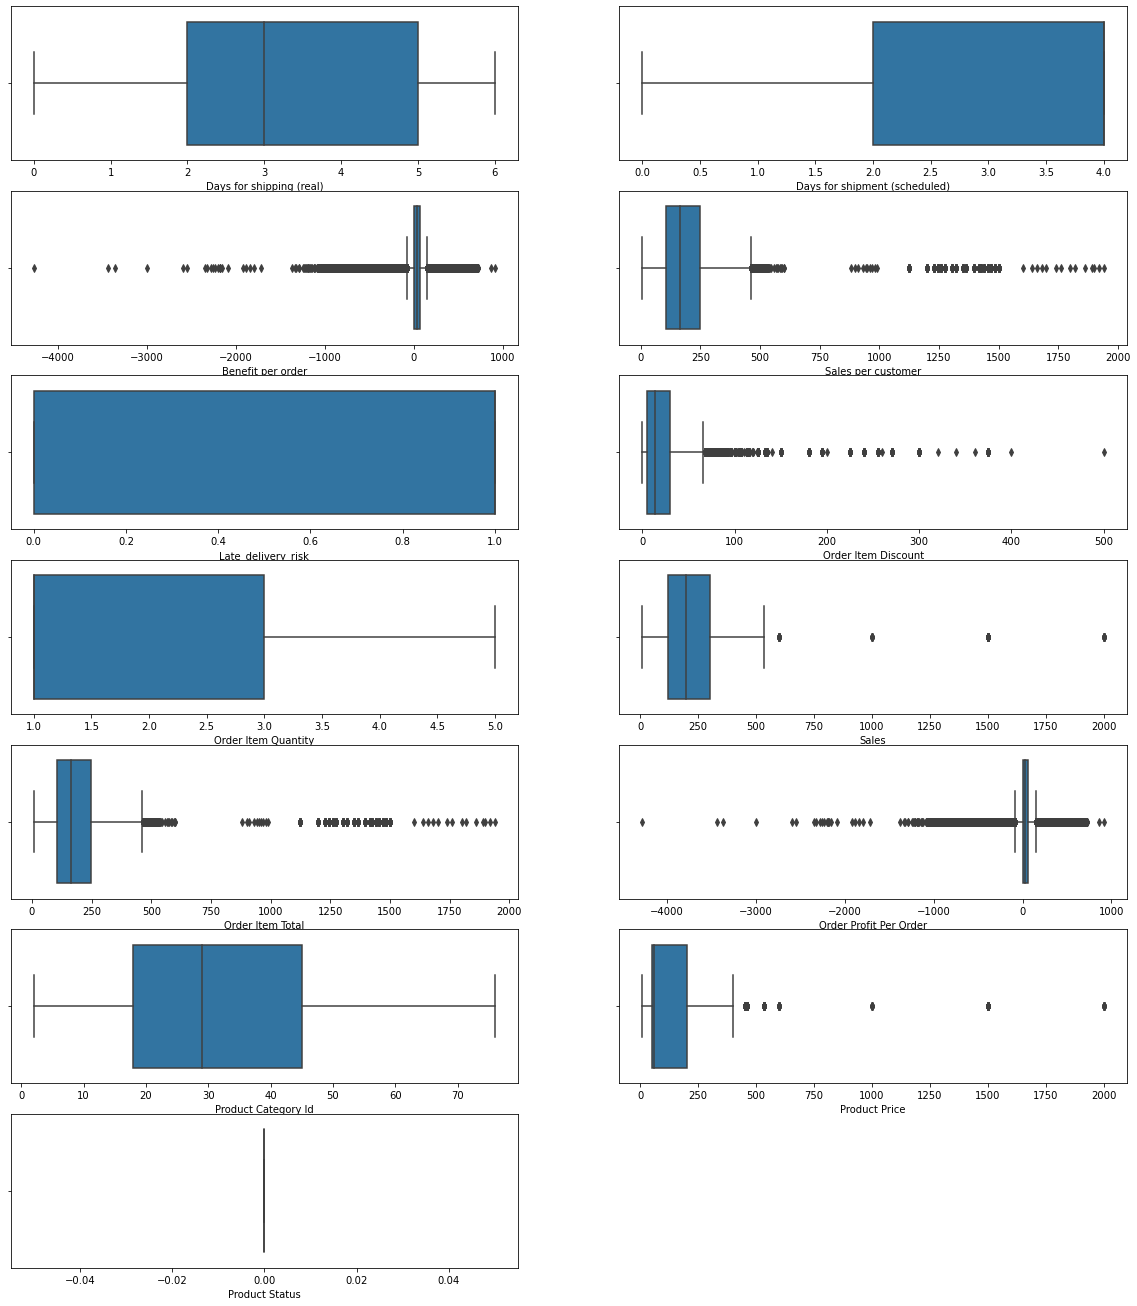 0 1 2 3 4 5 6
Days for shipping (real)
0.0 0.5 1.0 1.5 2.0 2.5 3.0 3.5 4.0
Days for shipment (scheduled)
−4000 −3000 −2000 −1000 0 1000
Benefit per order
0 250 500 750 1000 1250 1500 1750 2000
Sales per customer
0.0 0.2 0.4 0.6 0.8 1.0
Late_delivery_risk
0 100 200 300 400 500
Order Item Discount
1.0 1.5 2.0 2.5 3.0 3.5 4.0 4.5 5.0
Order Item Quantity
0 250 500 750 1000 1250 1500 1750 2000
Sales
0 250 500 750 1000 1250 1500 1750 2000
Order Item Total
−4000 −3000 −2000 −1000 0 1000
Order Profit Per Order
0 10 20 30 40 50 60 70
Product Category Id
0 250 500 750 1000 1250 1500 1750 2000
Product Price
−0.04 −0.02 0.00 0.02 0.04
Product Status